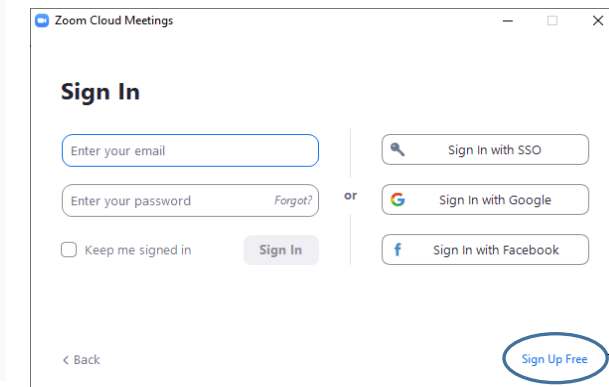 Zoom Cloud Meetings
Sign In
Enter your email
Enter your password Forgot?
Keep me signed in Sign In
or
Sign In with SSO
Sign In with Google
Sign In with Facebook
< Back
Sign Up Free